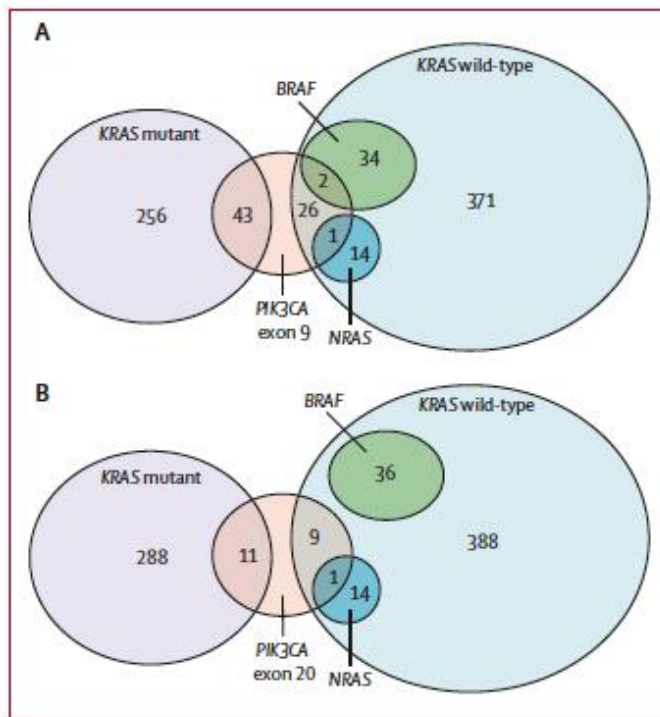 A
KRAS wild-type
BRAF
KRAS mutant
34
2
256
43
26
371
1
14
PIK3CA
exon 9
NRAS
B
KRAS wild-type
BRAF
KRAS mutant
36
9
288
11
388
1
14
PIK3CA
exon 20
NRAS